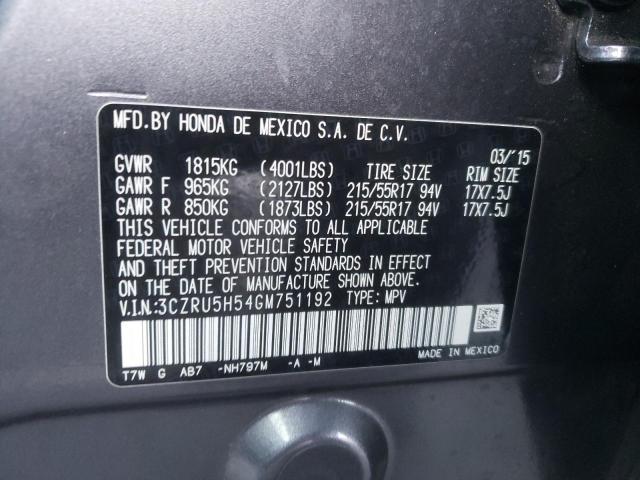 MFD.BY HONDA DE MEXICO S.A. DE C.V.
03/'15
GVWR 1815KG (4001LBS) TIRE SIZE RIM SIZE
GAWR F 965KG (2127LBS) 215/55R17 94V 17X7.5J
GAWR R 850KG (1873LBS) 215/55R17 94V 17X7.5J
THIS VEHICLE CONFORMS TO ALL APPLICABLE
FEDERAL MOTOR VEHICLE SAFETY
AND THEFT PREVENTION STANDARDS IN EFFECT
ON THE DATE OF MANUFACTURE SHOWN ABOVE.
V.I.N:3CZRU5H54GM751192 TYPE: MPV
T7W G AB7 -NH797M -A -M
MADE IN MEXICO